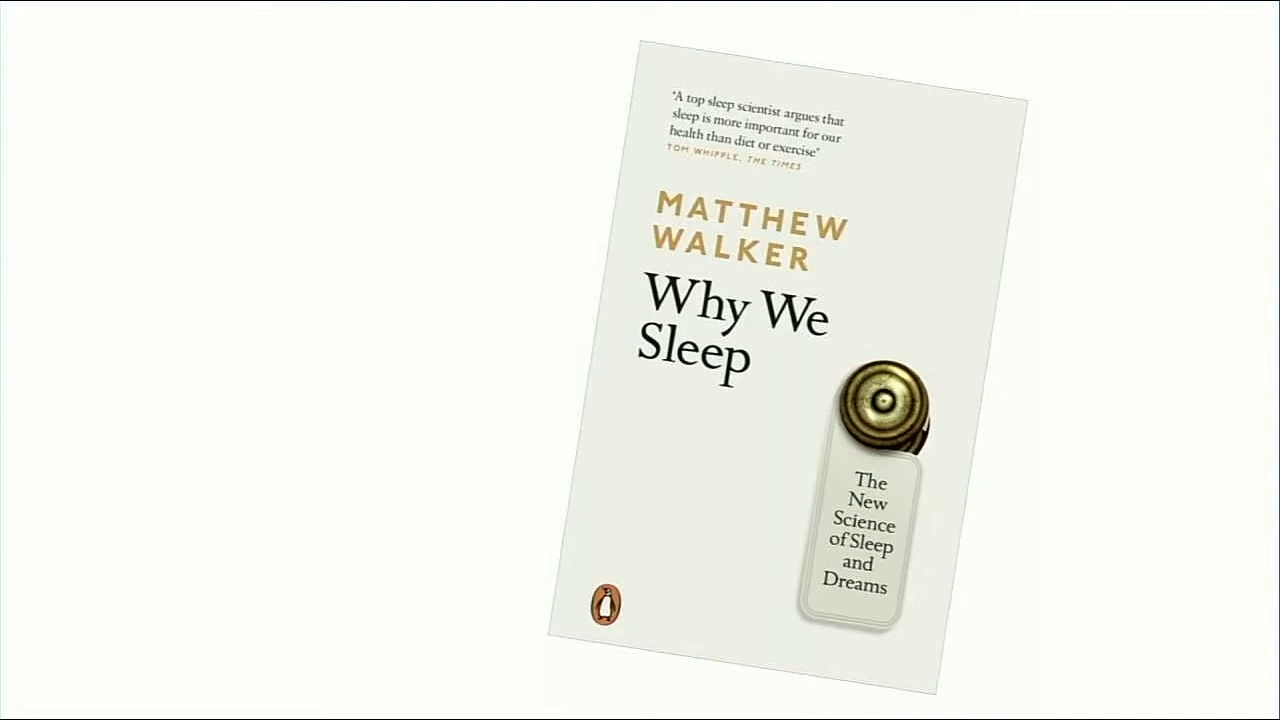 "A top sleep scientist argues that
sleep is more important for our
health than diet or exercise"
TOM WHIPPLE, THE TIMES
MATTHEW
WALKER
Why We
Sleep
The
New
Science
of Sleep
and
Dreams